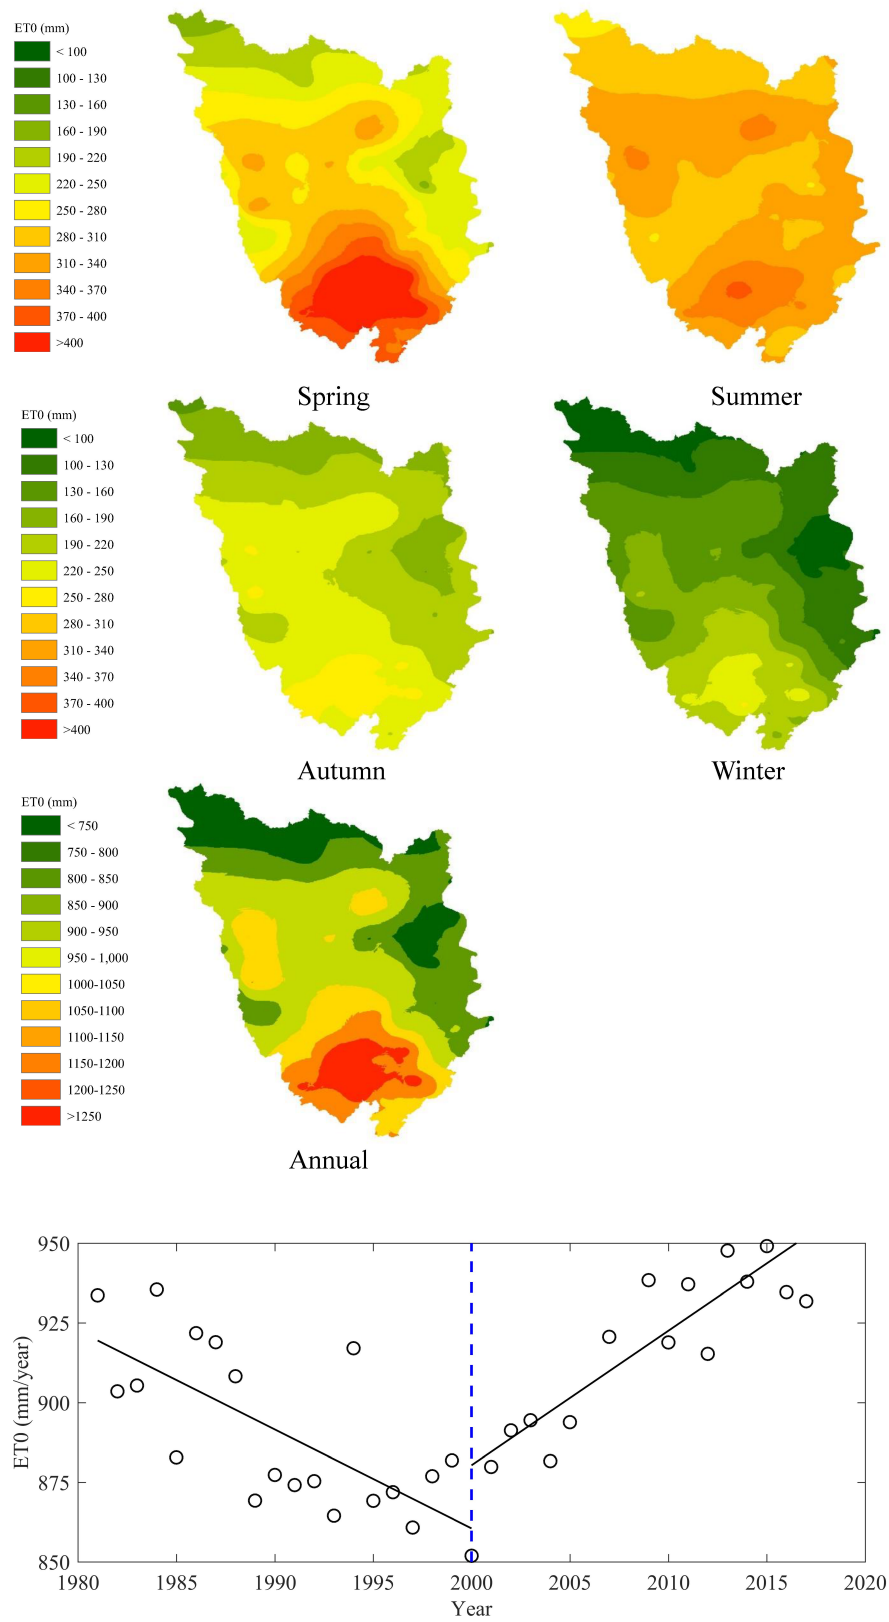 ET0 (mm)
< 100
100 - 130
130 - 160
160 - 190
190 - 220
220 - 250
250 - 280
280 - 310
310 - 340
340 - 370
370 - 400
>400
Spring
Summer
ET0 (mm)
< 100
100 - 130
130 - 160
160 - 190
190 - 220
220 - 250
250 - 280
280 - 310
310 - 340
340 - 370
370 - 400
>400
Autumn
Winter
ET0 (mm)
< 750
750 - 800
800 - 850
850 - 900
900 - 950
950 - 1,000
1000-1050
1050-1100
1100-1150
1150-1200
1200-1250
>1250
Annual
ET0 (mm/year)
950
925
900
875
850
1980
1985
1990
1995
2000
2005
2010
2015
2020
Year